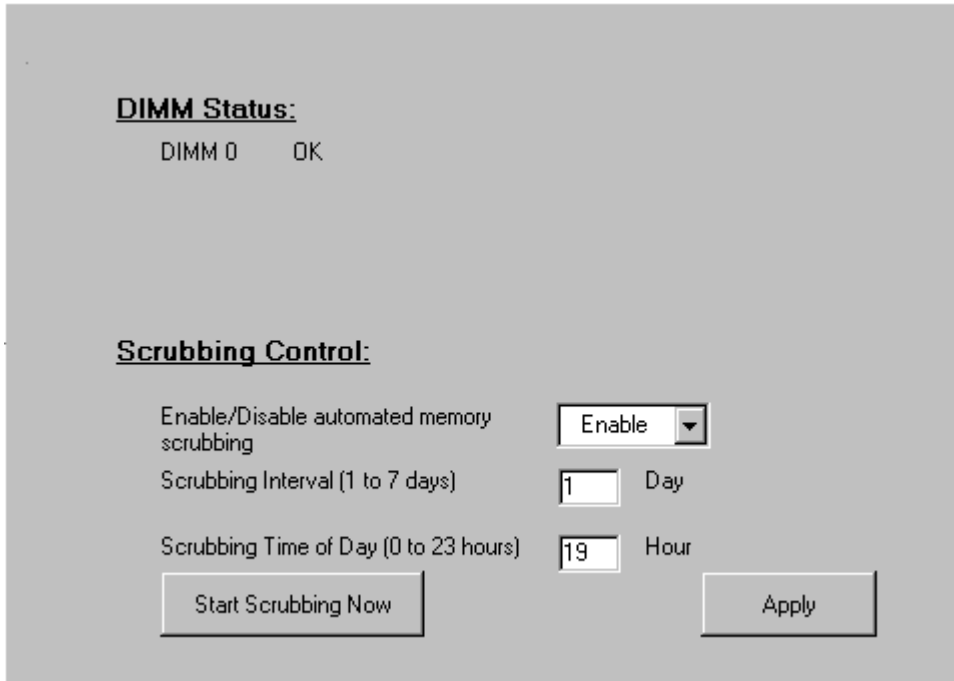 DIMM Status:
DIMM 0 OK
Scrubbing Control:
Enable/Disable automated memory
scrubbing
Enable
Scrubbing Interval (1 to 7 days) 1 Day
Scrubbing Time of Day (0 to 23 hours) 19 Hour
Start Scrubbing Now Apply